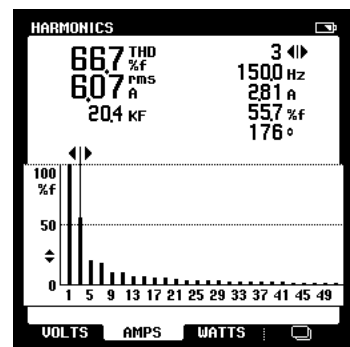 HARMONICS
66.7 THD %f
6.07 rms A
20.4 KF
3
150.0 Hz
2.81 A
55.7 %f
176 °
100
%f
50
0
1 5 9 13 17 21 25 29 33 37 41 45 49
VOLTS AMPS WATTS